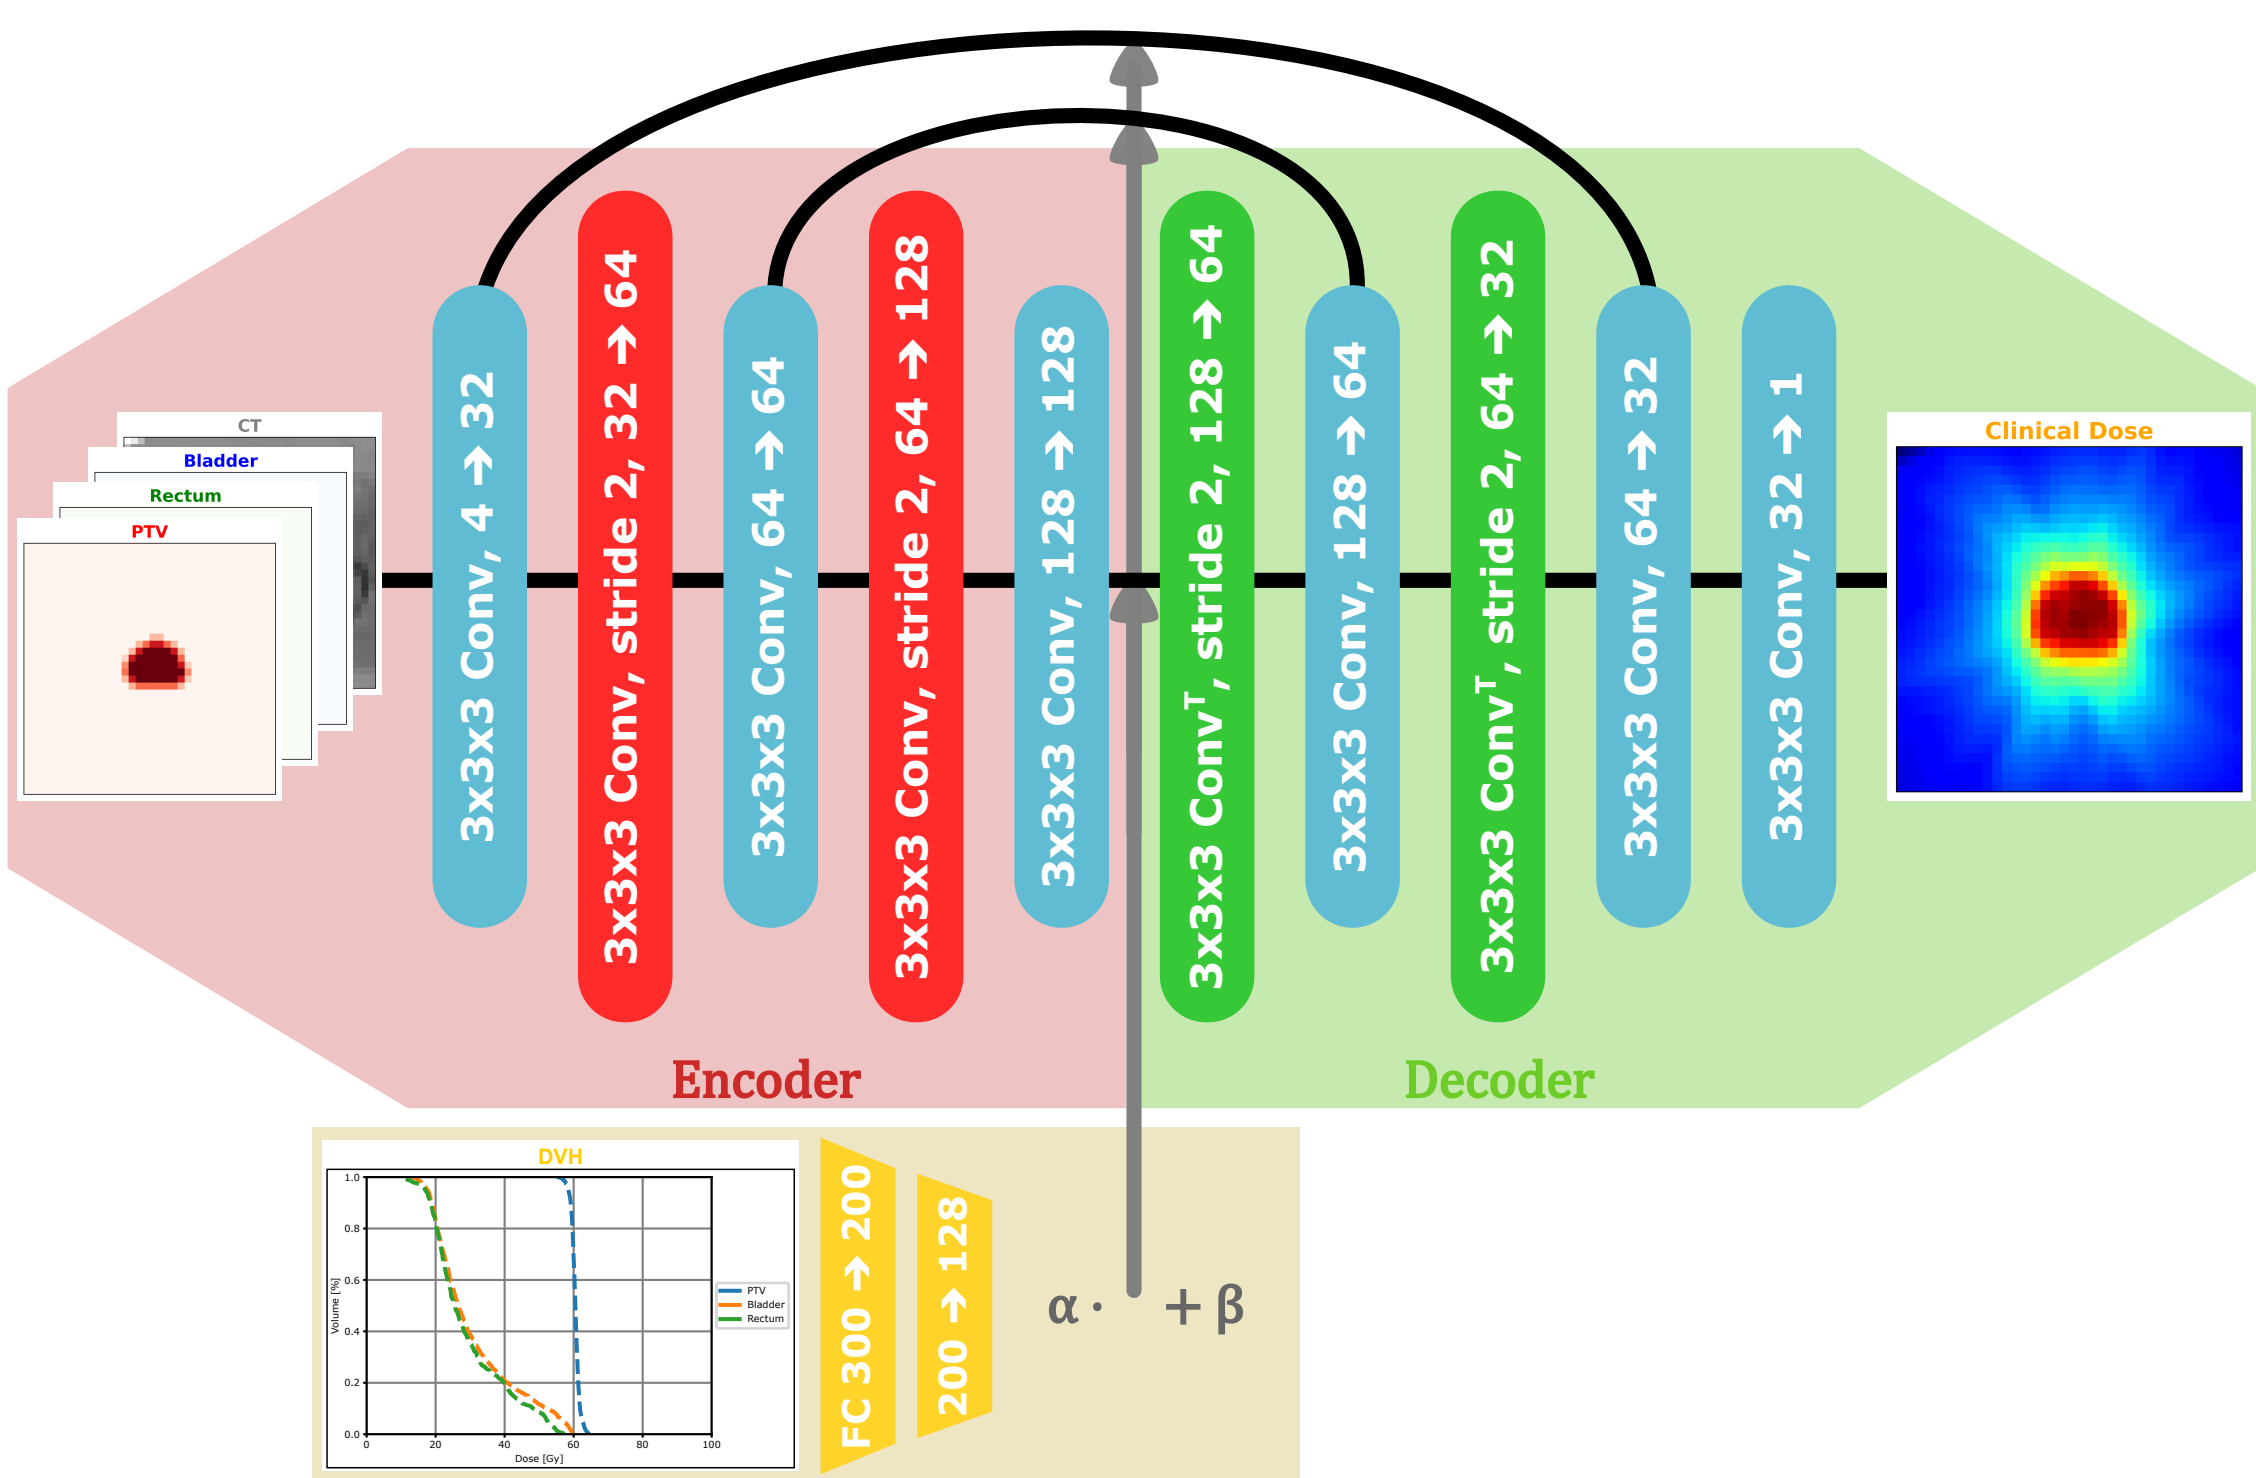 CT
Bladder
Rectum
PTV
3x3x3 Conv, 4 → 32
3x3x3 Conv, stride 2, 32 → 64
3x3x3 Conv, 64 → 64
3x3x3 Conv, stride 2, 64 → 128
3x3x3 Conv, 128 → 128
3x3x3 Convᵀ, stride 2, 128 → 64
3x3x3 Conv, 128 → 64
3x3x3 Convᵀ, stride 2, 64 → 32
3x3x3 Conv, 64 → 32
3x3x3 Conv, 32 → 1
Clinical Dose
Encoder
Decoder
DVH
Volume [%]
1.0
0.8
0.6
0.4
0.2
0.0
0 20 40 60 80 100
Dose [Gy]
PTV
Bladder
Rectum
FC 300 → 200
200 → 128
α · + β